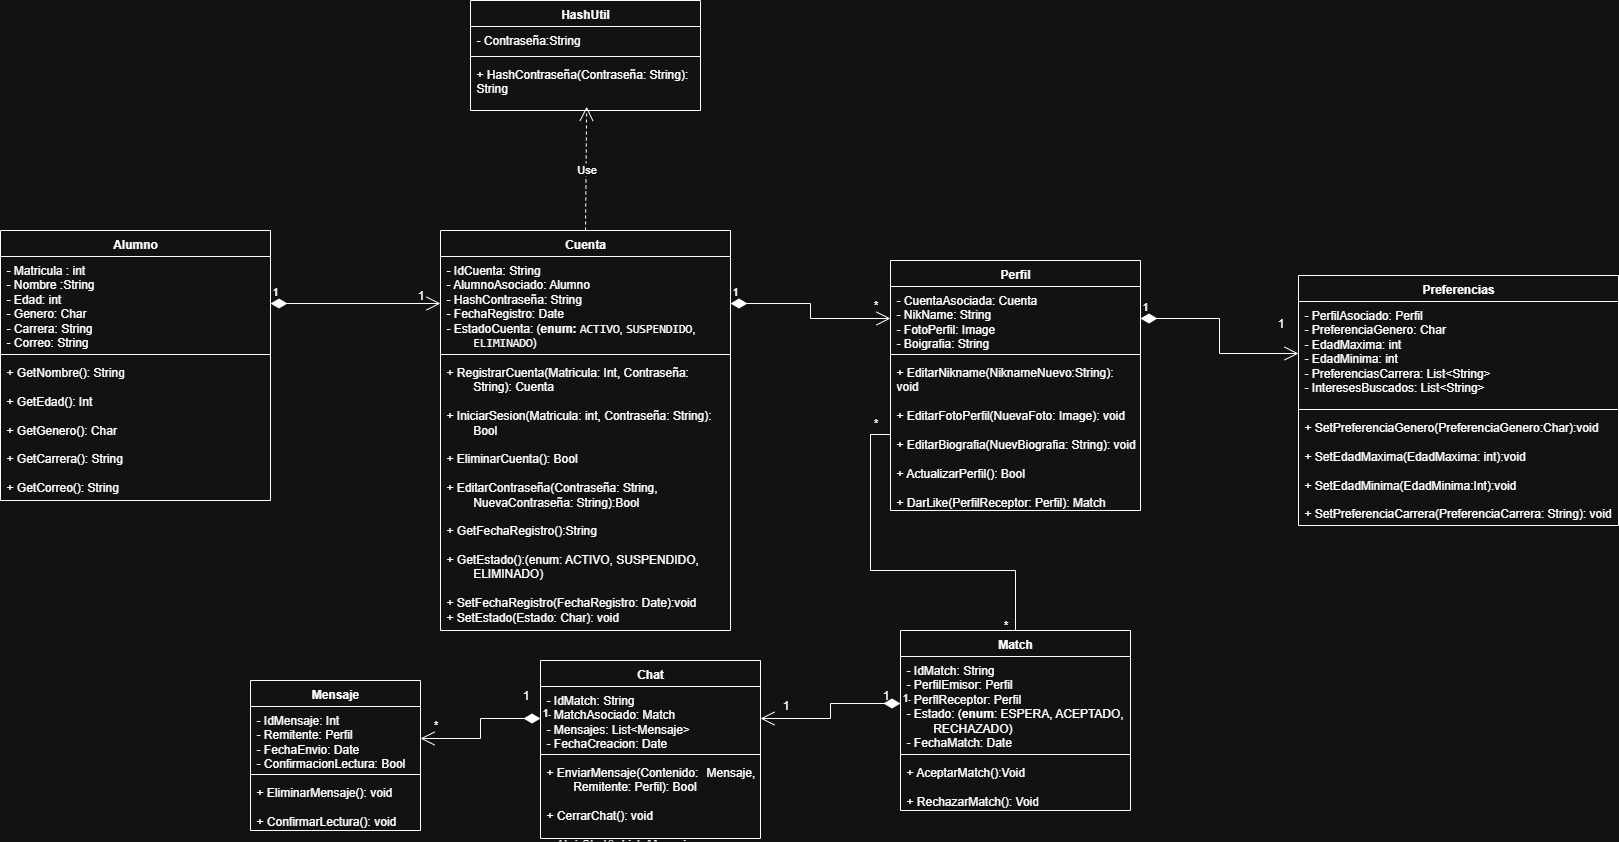 HashUtil
- Contraseña:String
+ HashContraseña(Contraseña: String):
String
Use
Alumno
- Matricula : int
- Nombre :String
- Edad: int
- Genero: Char
- Carrera: String
- Correo: String
+ GetNombre(): String
+ GetEdad(): Int
+ GetGenero(): Char
+ GetCarrera(): String
+ GetCorreo(): String
1
1
Cuenta
- IdCuenta: String
- AlumnoAsociado: Alumno
- HashContraseña: String
- FechaRegistro: Date
- EstadoCuenta: (enum: ACTIVO, SUSPENDIDO,
ELIMINADO)
+ RegistrarCuenta(Matricula: Int, Contraseña:
String): Cuenta
+ IniciarSesion(Matricula: int, Contraseña: String):
Bool
+ EliminarCuenta(): Bool
+ EditarContraseña(Contraseña: String,
NuevaContraseña: String):Bool
+ GetFechaRegistro():String
+ GetEstado():(enum: ACTIVO, SUSPENDIDO,
ELIMINADO)
+ SetFechaRegistro(FechaRegistro: Date):void
+ SetEstado(Estado: Char): void
1
*
Perfil
- CuentaAsociada: Cuenta
- NikName: String
- FotoPerfil: Image
- Boigrafia: String
+ EditarNikname(NiknameNuevo:String):
void
+ EditarFotoPerfil(NuevaFoto: Image): void
+ EditarBiografia(NuevBiografia: String): void
+ ActualizarPerfil(): Bool
+ DarLike(PerfilReceptor: Perfil): Match
1
1
Preferencias
- PerfilAsociado: Perfil
- PreferenciaGenero: Char
- EdadMaxima: int
- EdadMinima: int
- PreferenciasCarrera: List<String>
- InteresesBuscados: List<String>
+ SetPreferenciaGenero(PreferenciaGenero:Char):void
+ SetEdadMaxima(EdadMaxima: int):void
+ SetEdadMinima(EdadMinima:Int):void
+ SetPreferenciaCarrera(PreferenciaCarrera: String): void
*
*
Match
- IdMatch: String
- PerfilEmisor: Perfil
- PerflReceptor: Perfil
- Estado: (enum: ESPERA, ACEPTADO,
RECHAZADO)
- FechaMatch: Date
+ AceptarMatch():Void
+ RechazarMatch(): Void
1
1
1
Chat
- IdMatch: String
- MatchAsociado: Match
- Mensajes: List<Mensaje>
- FechaCreacion: Date
+ EnviarMensaje(Contenido: Mensaje,
Remitente: Perfil): Bool
+ CerrarChat(): void
1
1
*
Mensaje
- IdMensaje: Int
- Remitente: Perfil
- FechaEnvio: Date
- ConfirmacionLectura: Bool
+ EliminarMensaje(): void
+ ConfirmarLectura(): void